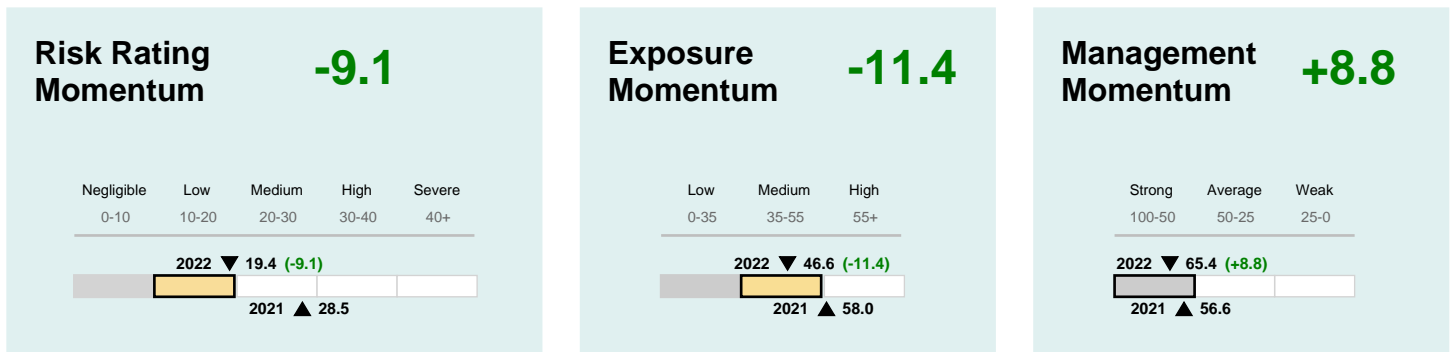 Risk Rating
Momentum
-9.1
Negligible Low Medium High Severe
0-10 10-20 20-30 30-40 40+
2022 ▼ 19.4 (-9.1)
2021 ▲ 28.5
Exposure
Momentum
-11.4
Low Medium High
0-35 35-55 55+
2022 ▼ 46.6 (-11.4)
2021 ▲ 58.0
Management
Momentum
+8.8
Strong Average Weak
100-50 50-25 25-0
2022 ▼ 65.4 (+8.8)
2021 ▲ 56.6